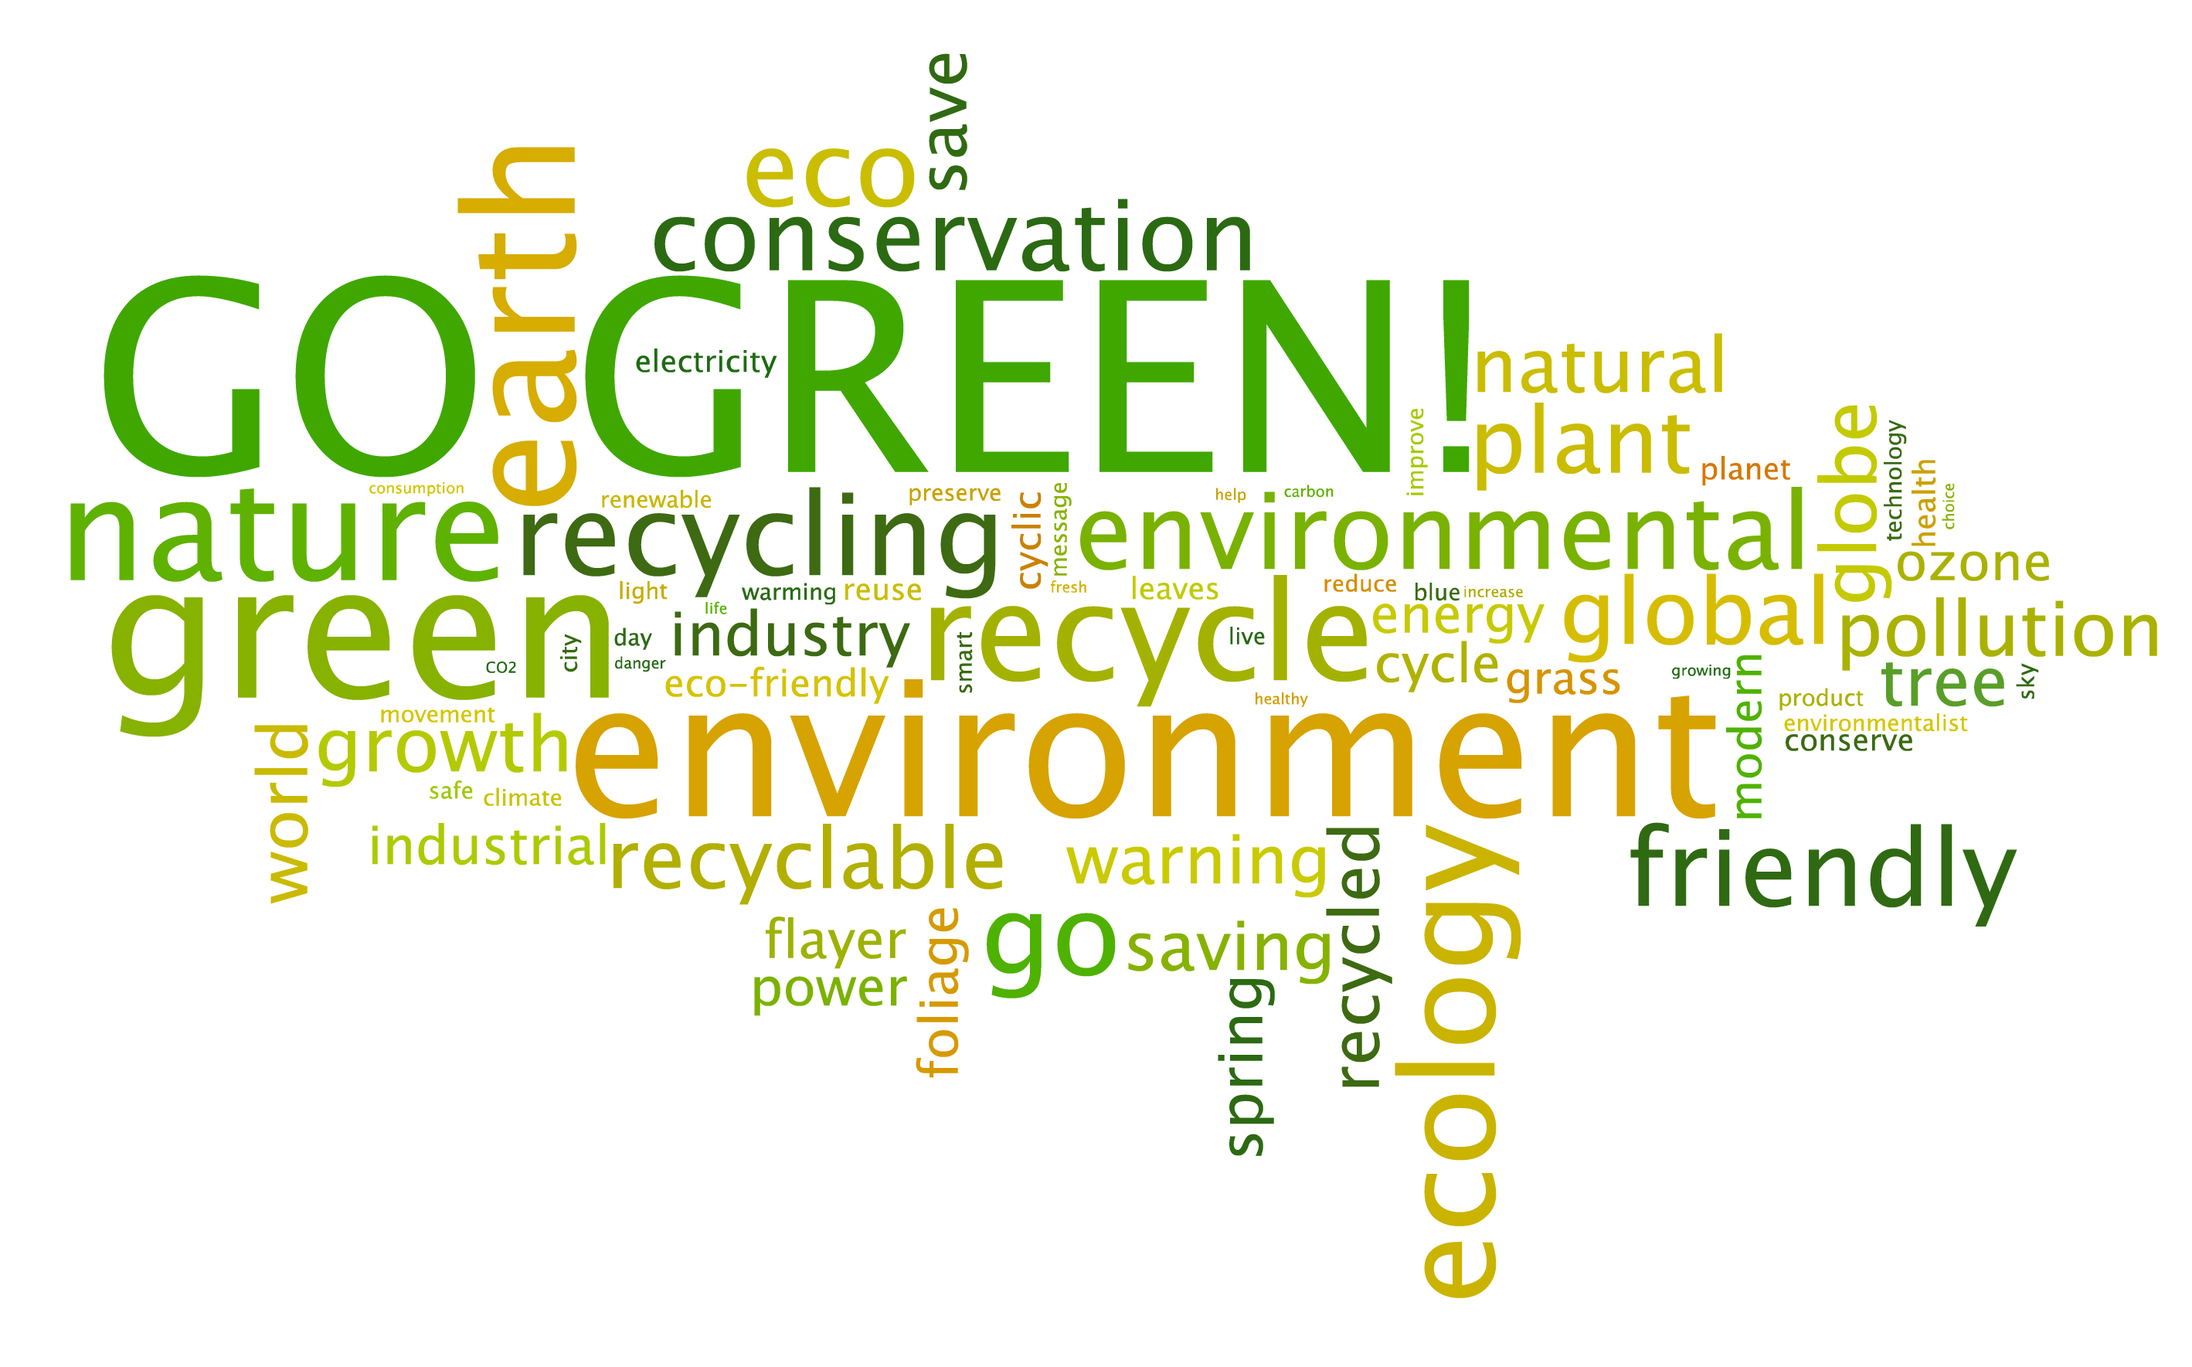 save
eco
conservation
earth
GO GREEN!
electricity
natural
plant
improve
planet
globe
technology
health
choice
consumption
renewable
preserve
cyclic
message
help
carbon
nature
recycling
environmental
ozone
light
life
warming
reuse
fresh
leaves
reduce
blue
increase
green
CO2
city
day
danger
industry
smart
recycle
live
energy
global
pollution
eco-friendly
cycle
grass
growing
modern
tree
sky
product
environmentalist
conserve
movement
healthy
world
growth
environment
safe
climate
industrial
recyclable
warning
recycled
ecology
friendly
flayer
foliage
go
saving
power
spring